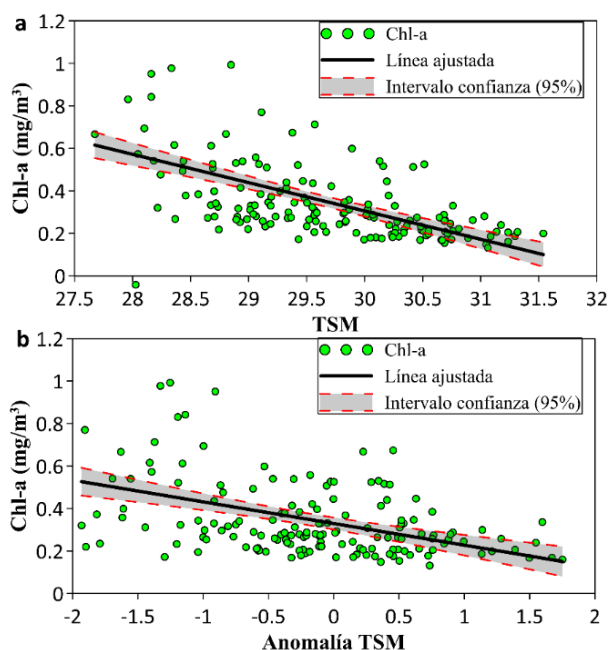 a
1.2
1
0.8
0.6
0.4
0.2
0
Chl-a (mg/m³)
Chl-a
Línea ajustada
Intervalo confianza (95%)
27.5 28 28.5 29 29.5 30 30.5 31 31.5 32
TSM
b
1.2
1
0.8
0.6
0.4
0.2
0
Chl-a (mg/m³)
Chl-a
Línea ajustada
Intervalo confianza (95%)
-2 -1.5 -1 -0.5 0 0.5 1 1.5 2
Anomalía TSM